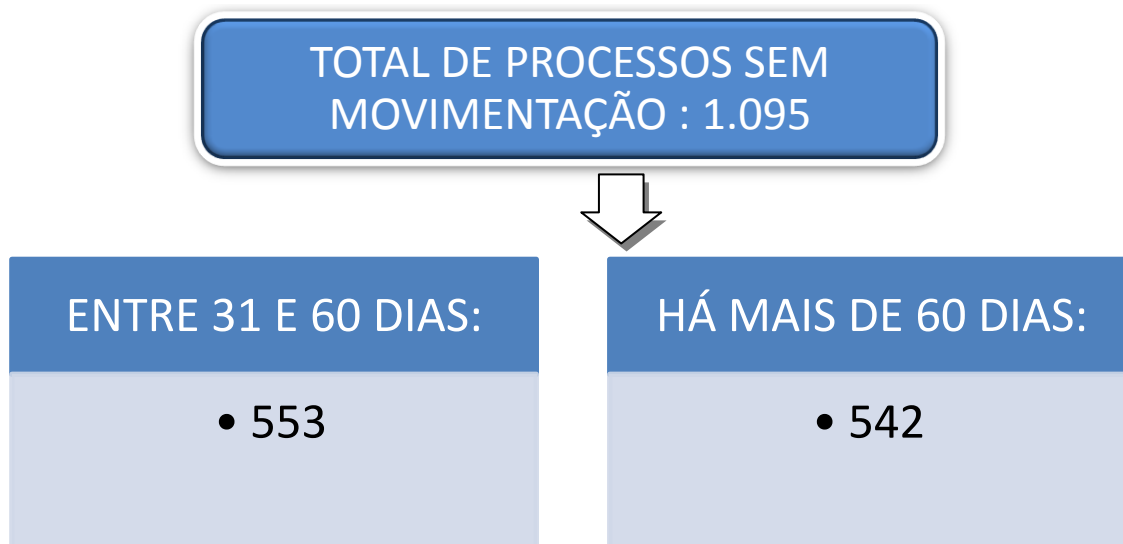 TOTAL DE PROCESSOS SEM
MOVIMENTAÇÃO : 1.095
ENTRE 31 E 60 DIAS:
• 553
HÁ MAIS DE 60 DIAS:
• 542